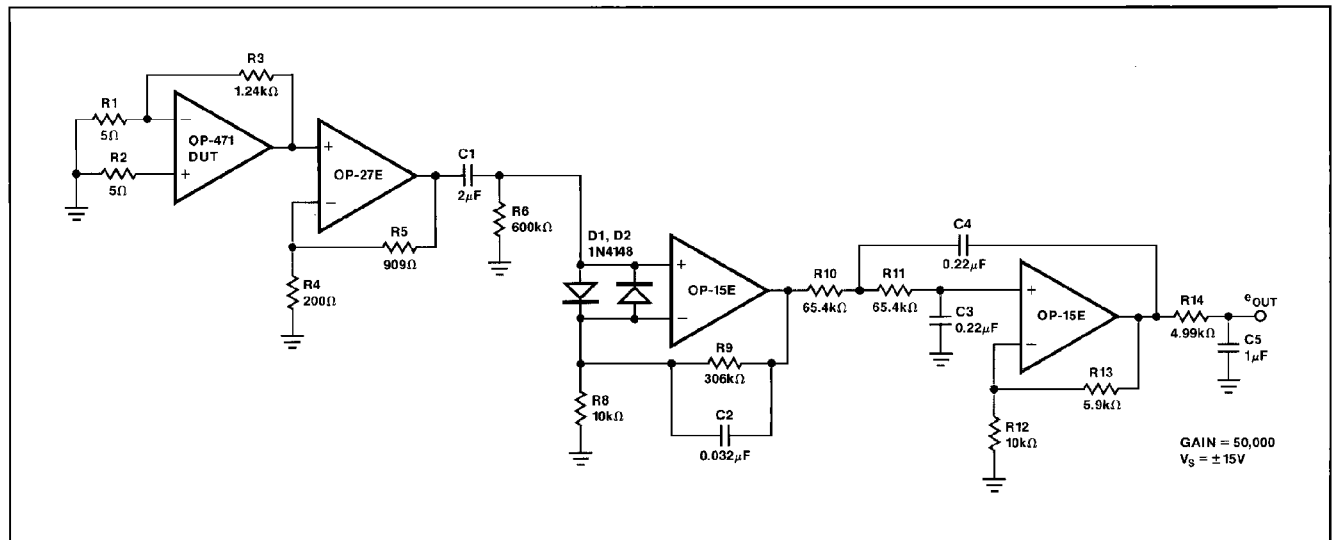 R3
1.24kΩ
R1
5Ω
R2
5Ω
−
+
OP-471
DUT
+
−
OP-27E
R5
909Ω
R4
200Ω
C1
2μF
R6
600kΩ
D1, D2
1N4148
+
−
OP-15E
R9
306kΩ
R8
10kΩ
C2
0.032μF
R10
65.4kΩ
R11
65.4kΩ
C4
0.22μF
C3
0.22μF
+
−
OP-15E
R13
5.9kΩ
R12
10kΩ
R14
4.99kΩ
eOUT
C5
1μF
GAIN = 50,000
VS = ±15V